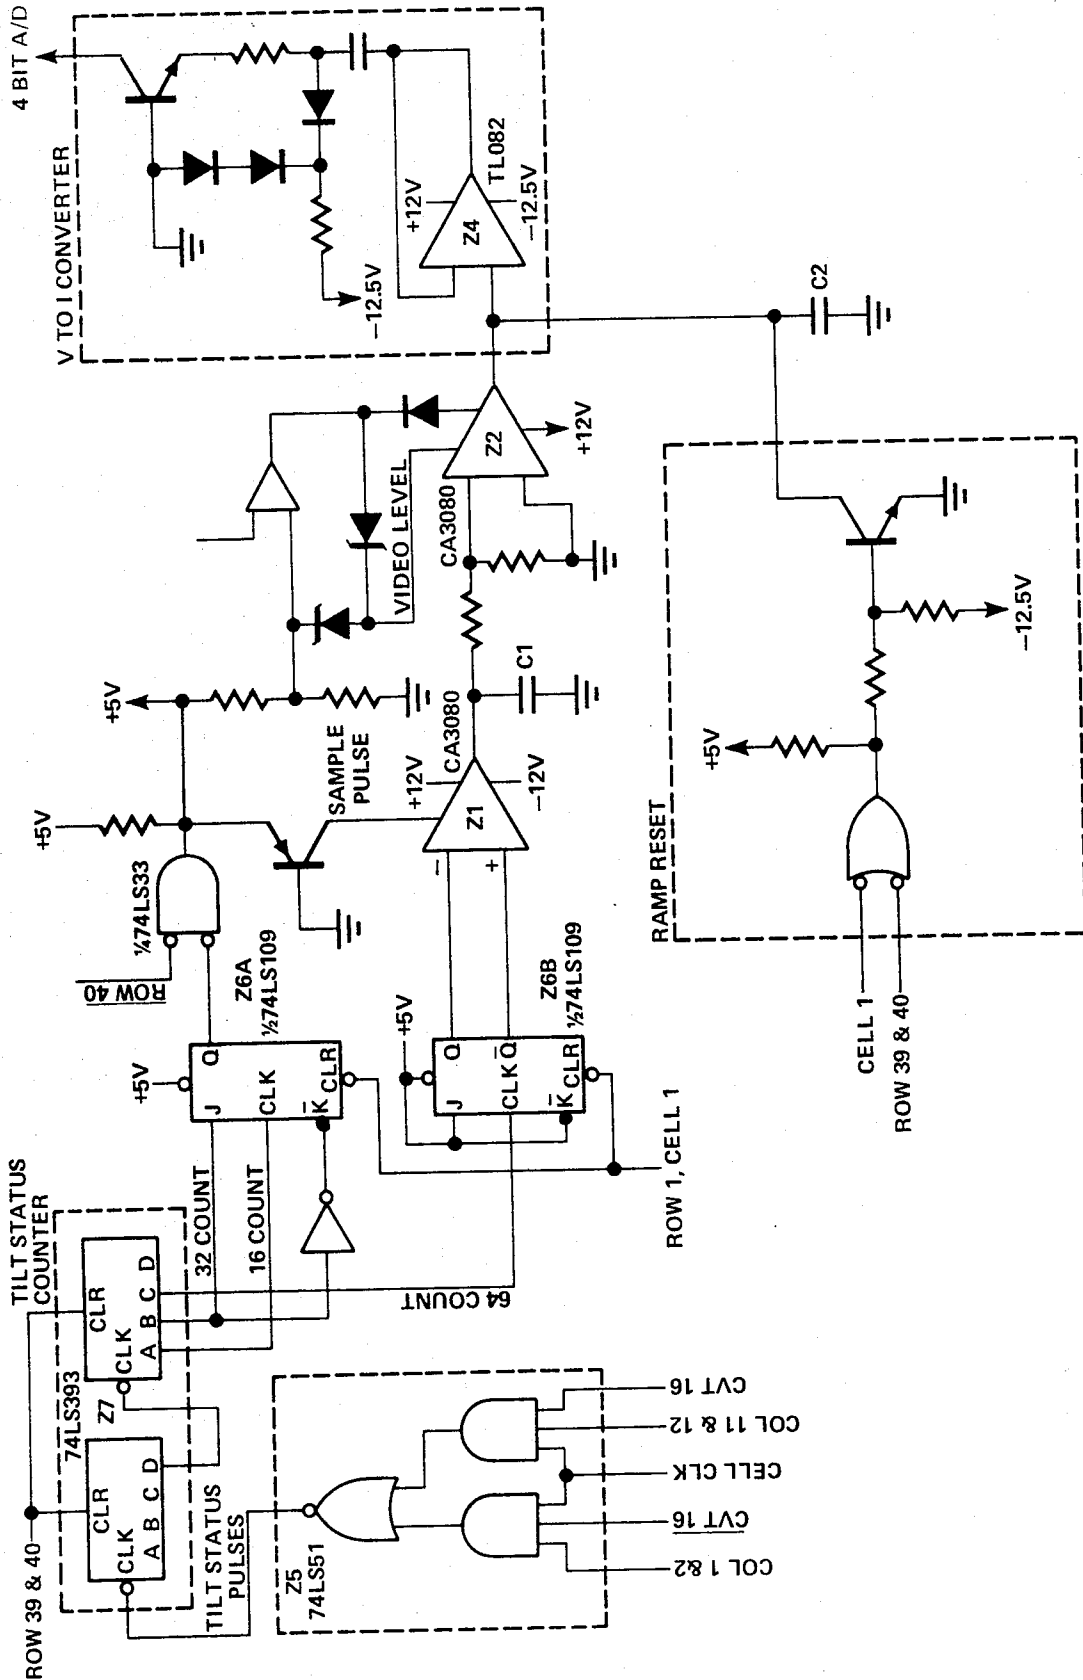 ROW 39 & 40
TILT STATUS
COUNTER
74LS393
Z7
CLR
CLK
A B C D
CLR
CLK
A B C D
TILT STATUS
PULSES
Z5
74LS51
COL 1 &2
CVT 16
CELL CLK
COL 11 & 12
CVT 16
32 COUNT
16 COUNT
64 COUNT
+5V
J
Q
CLK
K
CLR
Z6A
½74LS109
ROW 40
¼74LS33
+5V
+5V
SAMPLE
PULSE
+5V
J
Q
CLK
Q
K
CLR
Z6B
½74LS109
ROW 1, CELL 1
−
+
Z1
+12V
−12V
CA3080
C1
VIDEO LEVEL
CA3080
Z2
+12V
V TO I CONVERTER
−12.5V
+12V
Z4
−12.5V
TL082
4 BIT A/D
C2
RAMP RESET
CELL 1
ROW 39 & 40
+5V
−12.5V